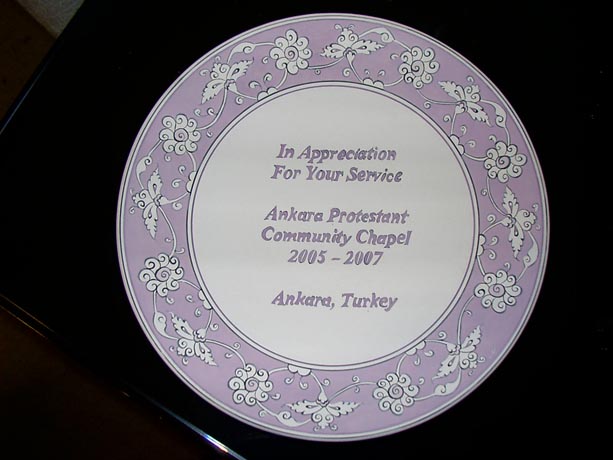 In Appreciation
For Your Service
Ankara Protestant
Community Chapel
2005 - 2007
Ankara, Turkey